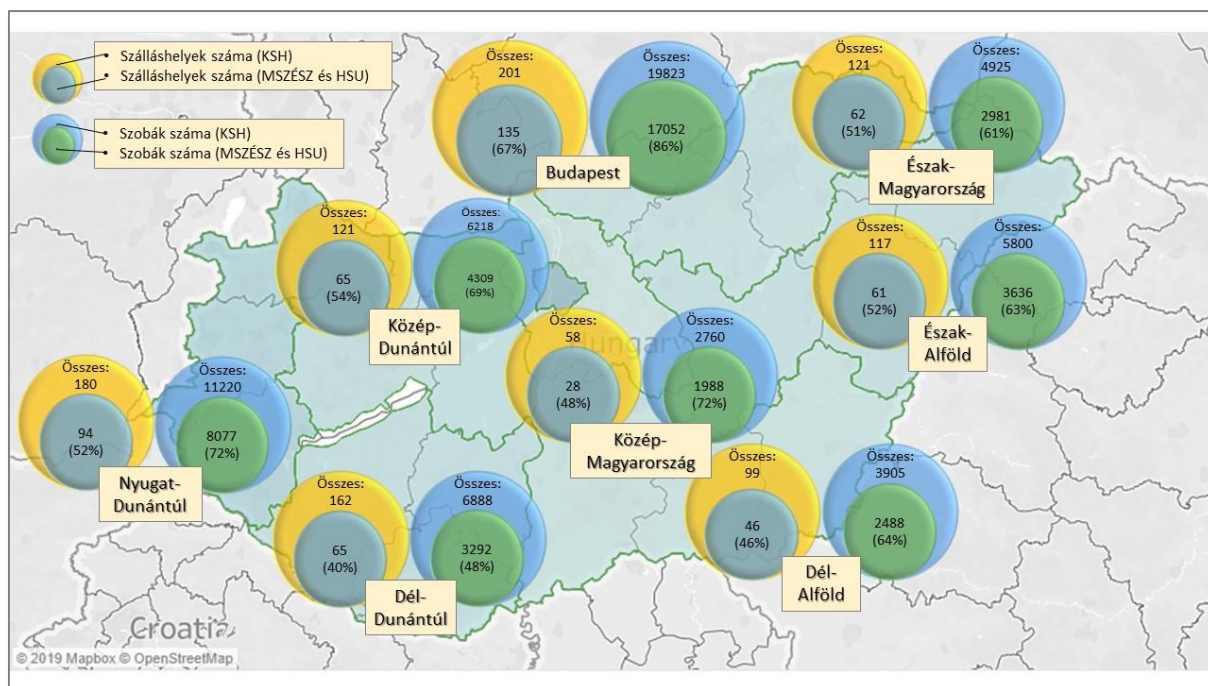 • Szálláshelyek száma (KSH)
• Szálláshelyek száma (MSZÉSZ és HSU)
• Szobák száma (KSH)
• Szobák száma (MSZÉSZ és HSU)
Összes:
201
135
(67%)
Összes:
19823
17052
(86%)
Budapest
Összes:
121
62
(51%)
Összes:
4925
2981
(61%)
Észak-
Magyarország
Összes:
121
65
(54%)
Összes:
6218
4309
(69%)
Közép-
Dunántúl
Összes:
117
61
(52%)
Összes:
5800
3636
(63%)
Észak-
Alföld
Összes:
58
28
(48%)
Összes:
2760
1988
(72%)
Közép-
Magyarország
Hungary
Összes:
180
94
(52%)
Összes:
11220
8077
(72%)
Nyugat-
Dunántúl
Összes:
162
65
(40%)
Összes:
6888
3292
(48%)
Dél-
Dunántúl
Összes:
99
46
(46%)
Összes:
3905
2488
(64%)
Dél-
Alföld
Croatia
© 2019 Mapbox © OpenStreetMap